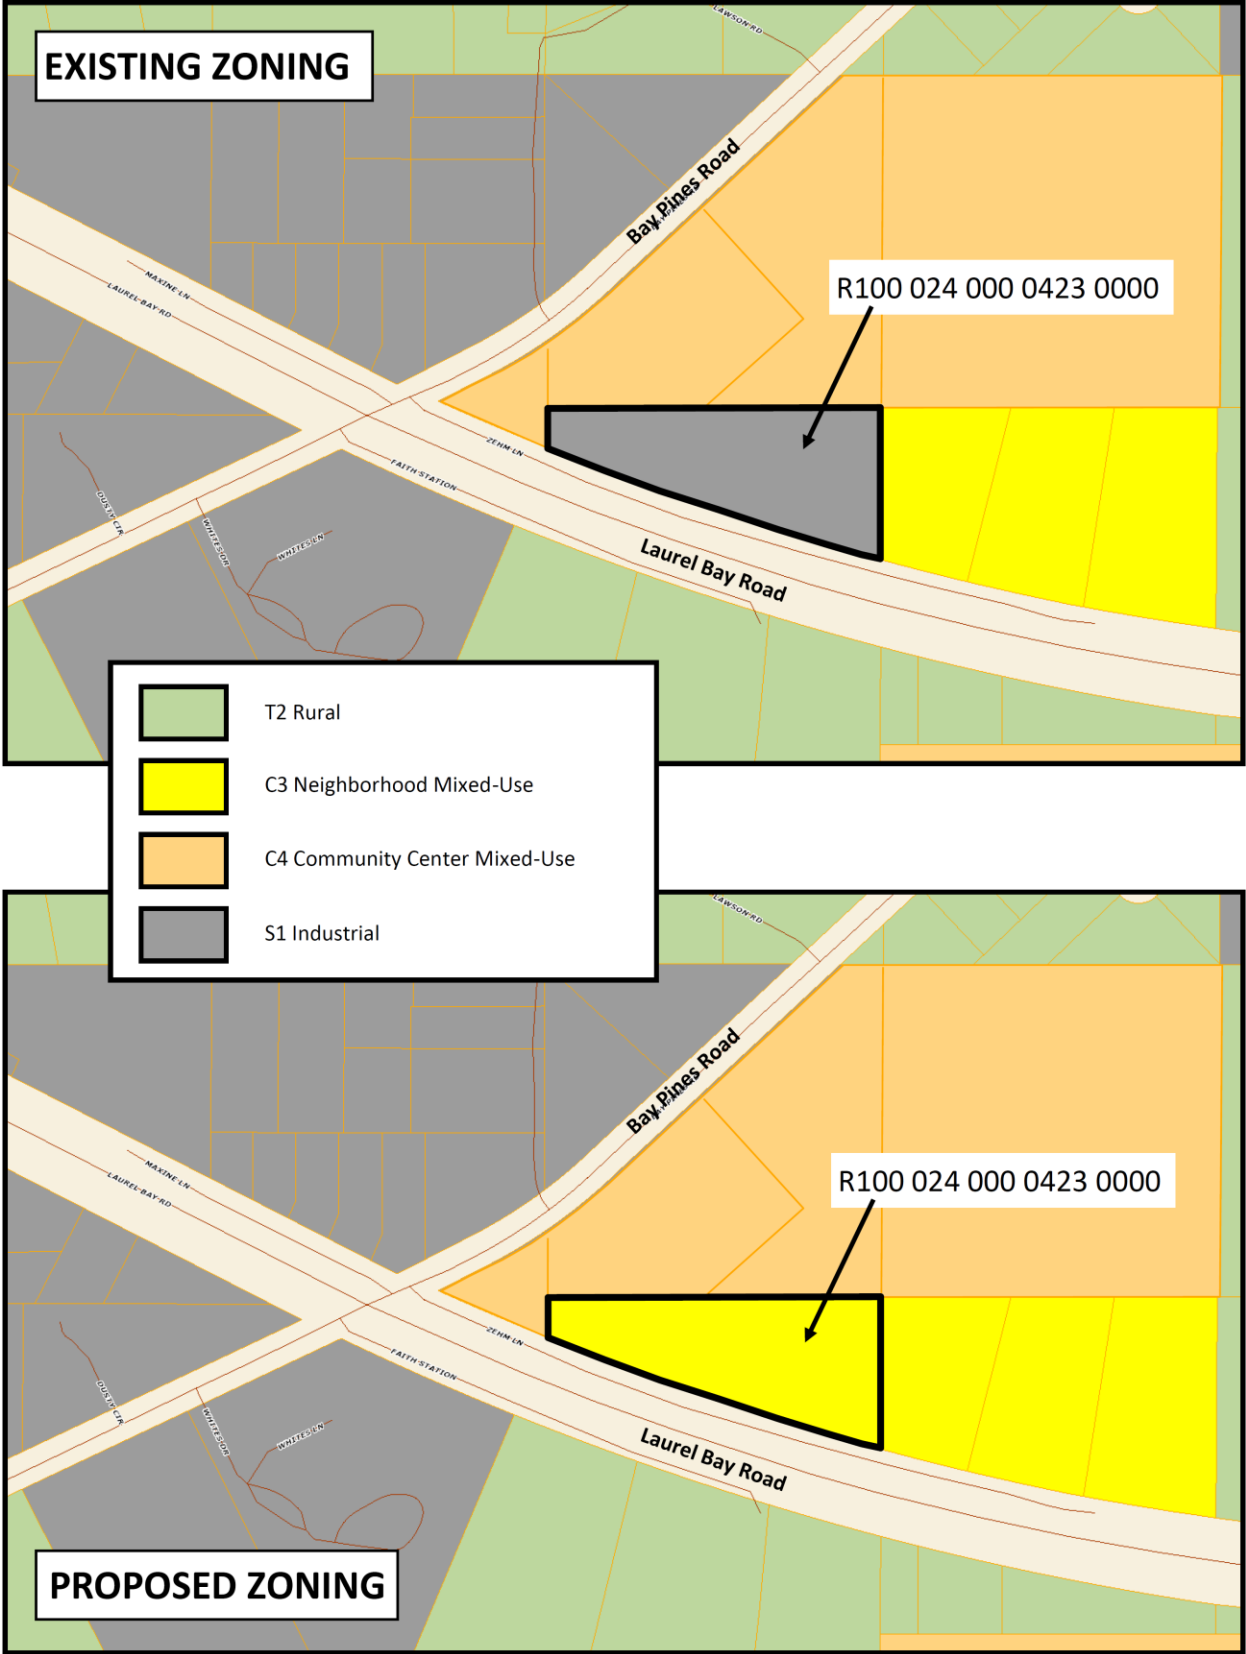 LAWSON RD
EXISTING ZONING
Bay Pines Road
R100 024 000 0423 0000
MAXINE LN
LAUREL BAY RD
ZEHM LN
FAITH STATION
DUSTY CIR
WHITES DR
WHITES LN
Laurel Bay Road
T2 Rural
C3 Neighborhood Mixed-Use
C4 Community Center Mixed-Use
S1 Industrial
LAWSON RD
Bay Pines Road
R100 024 000 0423 0000
MAXINE LN
LAUREL BAY RD
ZEHM LN
FAITH STATION
DUSTY CIR
WHITES DR
WHITES LN
Laurel Bay Road
PROPOSED ZONING